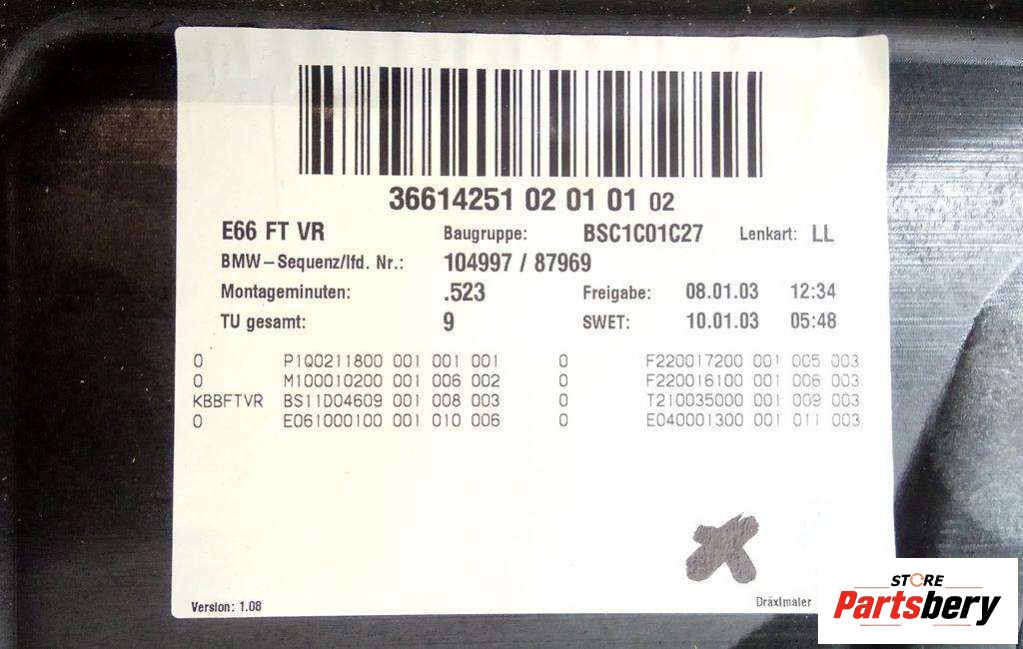 36614251 02 01 01 02
E66 FT VR Baugruppe: BSC1C01C27 Lenkart: LL
BMW-Sequenz/lfd. Nr.: 104997 / 87969
Montageminuten: .523 Freigabe: 08.01.03 12:34
TU gesamt: 9 SWET: 10.01.03 05:48
0 P1Q0211800 001 001 001 0 F220017200 001 005 003
0 M100010200 001 006 002 0 F220016100 001 006 003
KBBFTVR BS11D04609 001 008 003 0 T210035000 001 009 003
0 E061000100 001 010 006 0 E040001300 001 011 003
Version: 1.08 Dräxlmaier
STORE
Partsbery